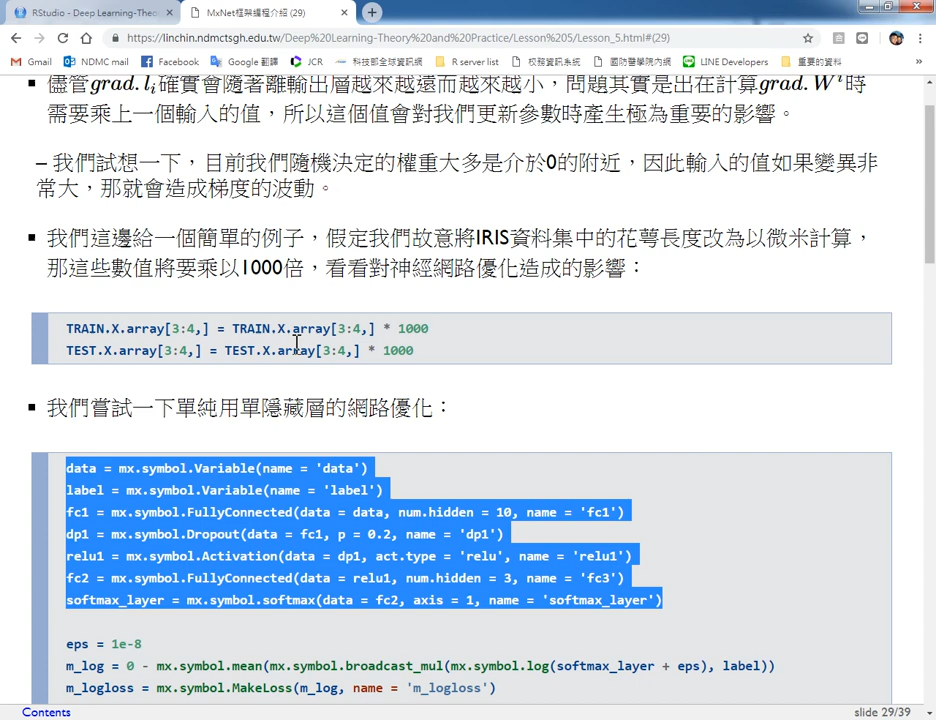 RStudio - Deep Learning-Theo
MxNet框架編程介紹 (29)
https://linchin.ndmctsgh.edu.tw/Deep%20Learning-Theory%20and%20Practice/Lesson%205/Lesson_5.html#(29)
Gmail NDMC mail Facebook Google 翻譯 JCR 科技部全球資訊網 R server list 校務資訊系統 國防醫學院內網 LINE Developers 重要的資料 »
儘管grad.lᵢ確實會隨著離輸出層越來越遠而越來越小，問題其實是出在計算grad.Wⁱ時
需要乘上一個輸入的值，所以這個值會對我們更新參數時產生極為重要的影響。
– 我們試想一下，目前我們隨機決定的權重大多是介於0的附近，因此輸入的值如果變異非
常大，那就會造成梯度的波動。
我們這邊給一個簡單的例子，假定我們故意將IRIS資料集中的花萼長度改為以微米計算，
那這些數值將要乘以1000倍，看看對神經網路優化造成的影響：
TRAIN.X.array[3:4,] = TRAIN.X.array[3:4,] * 1000
TEST.X.array[3:4,] = TEST.X.array[3:4,] * 1000
我們嘗試一下單純用單隱藏層的網路優化：
data = mx.symbol.Variable(name = 'data')
label = mx.symbol.Variable(name = 'label')
fc1 = mx.symbol.FullyConnected(data = data, num.hidden = 10, name = 'fc1')
dp1 = mx.symbol.Dropout(data = fc1, p = 0.2, name = 'dp1')
relu1 = mx.symbol.Activation(data = dp1, act.type = 'relu', name = 'relu1')
fc2 = mx.symbol.FullyConnected(data = relu1, num.hidden = 3, name = 'fc3')
softmax_layer = mx.symbol.softmax(data = fc2, axis = 1, name = 'softmax_layer')
eps = 1e-8
m_log = 0 - mx.symbol.mean(mx.symbol.broadcast_mul(mx.symbol.log(softmax_layer + eps), label))
m_logloss = mx.symbol.MakeLoss(m_log, name = 'm_logloss')
Contents
slide 29/39